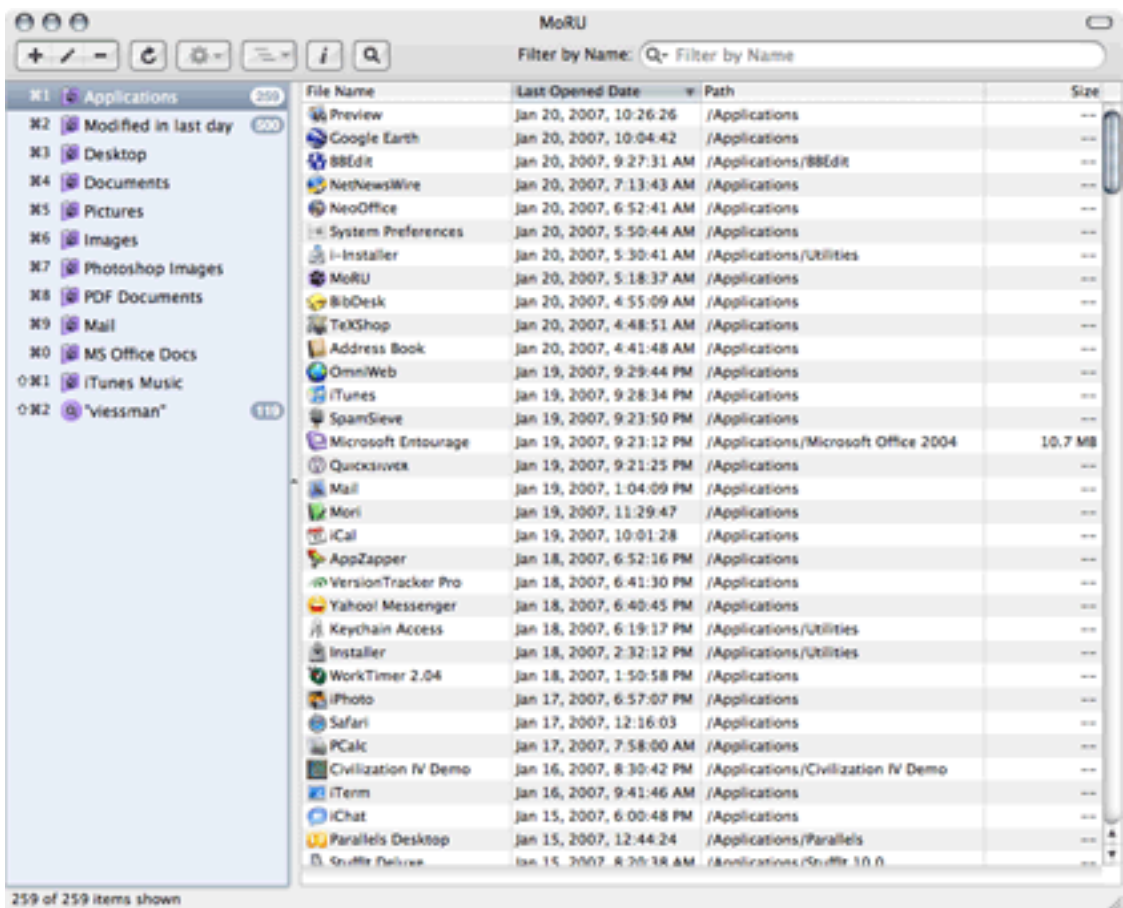 MoRU
Filter by Name: Filter by Name
⌘1 Applications 259
⌘2 Modified in last day 500
⌘3 Desktop
⌘4 Documents
⌘5 Pictures
⌘6 Images
⌘7 Photoshop Images
⌘8 PDF Documents
⌘9 Mail
⌘0 MS Office Docs
⇧⌘1 iTunes Music
⇧⌘2 "viessman" 119
File Name Last Opened Date Path Size
Preview Jan 20, 2007, 10:26:26 /Applications --
Google Earth Jan 20, 2007, 10:04:42 /Applications --
BBEdit Jan 20, 2007, 9:27:31 AM /Applications/BBEdit --
NetNewsWire Jan 20, 2007, 7:13:43 AM /Applications --
NeoOffice Jan 20, 2007, 6:52:41 AM /Applications --
System Preferences Jan 20, 2007, 5:50:44 AM /Applications --
i-Installer Jan 20, 2007, 5:30:41 AM /Applications/Utilities --
MoRU Jan 20, 2007, 5:18:37 AM /Applications --
BibDesk Jan 20, 2007, 4:55:09 AM /Applications --
TeXShop Jan 20, 2007, 4:48:51 AM /Applications --
Address Book Jan 20, 2007, 4:41:48 AM /Applications --
OmniWeb Jan 19, 2007, 9:29:44 PM /Applications --
iTunes Jan 19, 2007, 9:28:34 PM /Applications --
SpamSieve Jan 19, 2007, 9:23:50 PM /Applications --
Microsoft Entourage Jan 19, 2007, 9:23:12 PM /Applications/Microsoft Office 2004 10.7 MB
Quicksilver Jan 19, 2007, 9:21:25 PM /Applications --
Mail Jan 19, 2007, 1:04:09 PM /Applications --
Mori Jan 19, 2007, 11:29:47 /Applications --
iCal Jan 19, 2007, 10:01:28 /Applications --
AppZapper Jan 18, 2007, 6:52:16 PM /Applications --
VersionTracker Pro Jan 18, 2007, 6:41:30 PM /Applications --
Yahoo! Messenger Jan 18, 2007, 6:40:45 PM /Applications --
Keychain Access Jan 18, 2007, 6:19:17 PM /Applications/Utilities --
Installer Jan 18, 2007, 2:32:12 PM /Applications/Utilities --
WorkTimer 2.04 Jan 18, 2007, 1:50:58 PM /Applications --
iPhoto Jan 17, 2007, 6:57:07 PM /Applications --
Safari Jan 17, 2007, 12:16:03 /Applications --
PCalc Jan 17, 2007, 7:58:00 AM /Applications --
Civilization IV Demo Jan 16, 2007, 8:30:42 PM /Applications/Civilization IV Demo --
iTerm Jan 16, 2007, 9:41:46 AM /Applications --
iChat Jan 15, 2007, 6:00:48 PM /Applications --
Parallels Desktop Jan 15, 2007, 12:44:24 /Applications/Parallels --
StuffIt Deluxe Jan 15, 2007, 8:20:38 AM /Applications/StuffIt 10.0 --
259 of 259 items shown